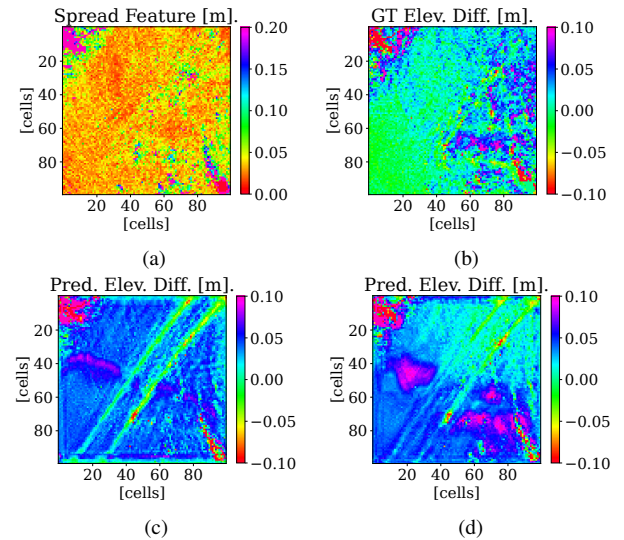 Spread Feature [m].
[cells]
20
40
60
80
20 40 60 80
[cells]
0.20
0.15
0.10
0.05
0.00
(a)
GT Elev. Diff. [m].
[cells]
20
40
60
80
20 40 60 80
[cells]
0.10
0.05
0.00
−0.05
−0.10
(b)
Pred. Elev. Diff. [m].
[cells]
20
40
60
80
20 40 60 80
[cells]
0.10
0.05
0.00
−0.05
−0.10
(c)
Pred. Elev. Diff. [m].
[cells]
20
40
60
80
20 40 60 80
[cells]
0.10
0.05
0.00
−0.05
−0.10
(d)